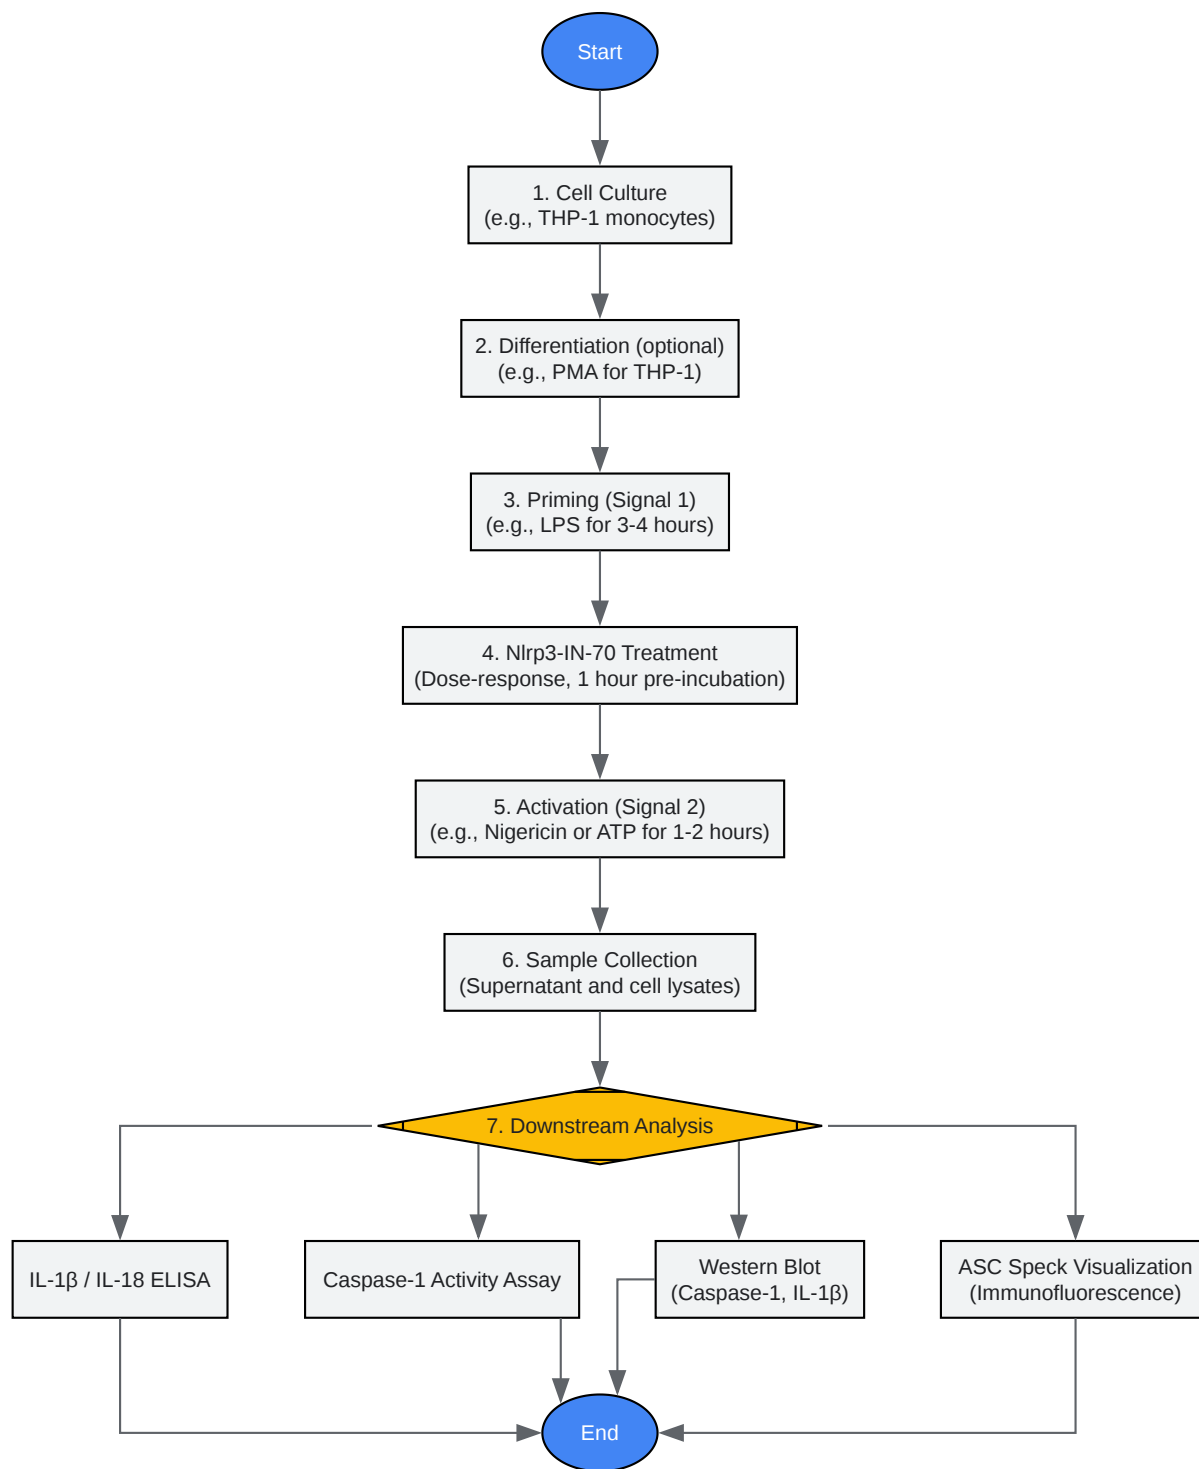 Start
1. Cell Culture
(e.g., THP-1 monocytes)
2. Differentiation (optional)
(e.g., PMA for THP-1)
3. Priming (Signal 1)
(e.g., LPS for 3-4 hours)
4. Nlrp3-IN-70 Treatment
(Dose-response, 1 hour pre-incubation)
5. Activation (Signal 2)
(e.g., Nigericin or ATP for 1-2 hours)
6. Sample Collection
(Supernatant and cell lysates)
7. Downstream Analysis
IL-1β / IL-18 ELISA
Caspase-1 Activity Assay
Western Blot
(Caspase-1, IL-1β)
ASC Speck Visualization
(Immunofluorescence)
End